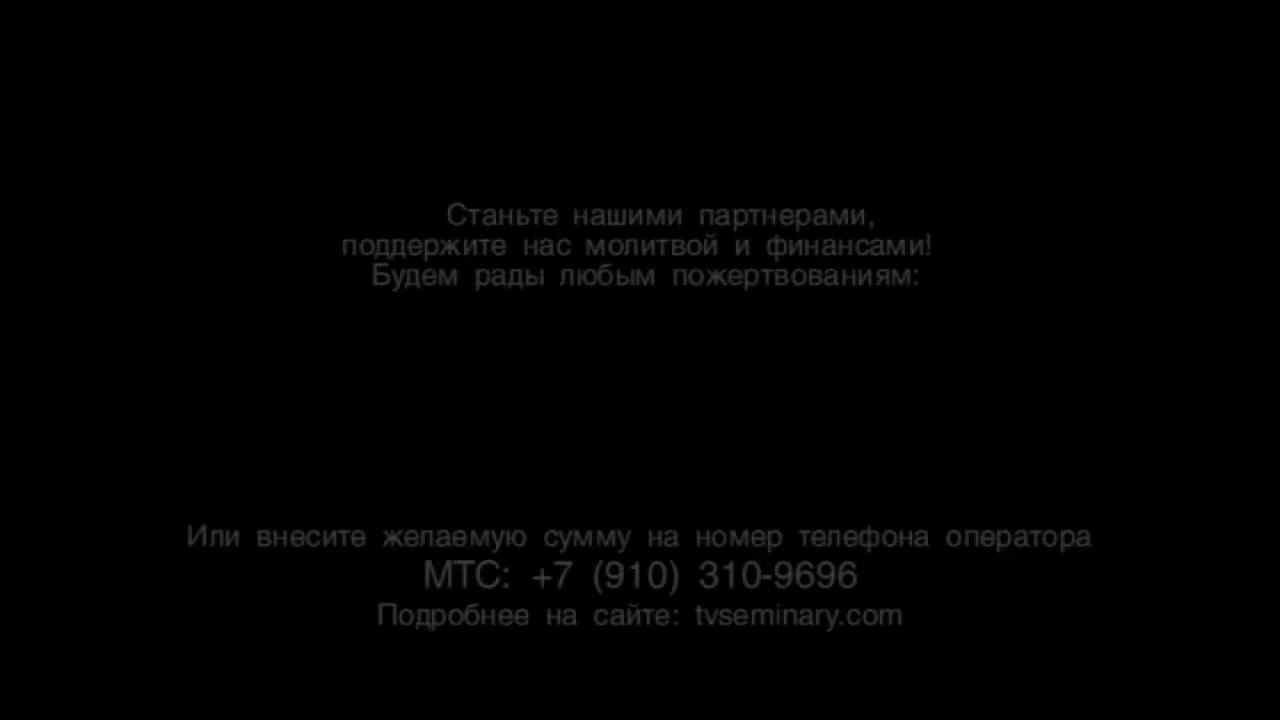 Станьте нашими партнерами,
поддержите нас молитвой и финансами!
Будем рады любым пожертвованиям:
Или внесите желаемую сумму на номер телефона оператора
МТС: +7 (910) 310-9696
Подробнее на сайте: tvseminary.com